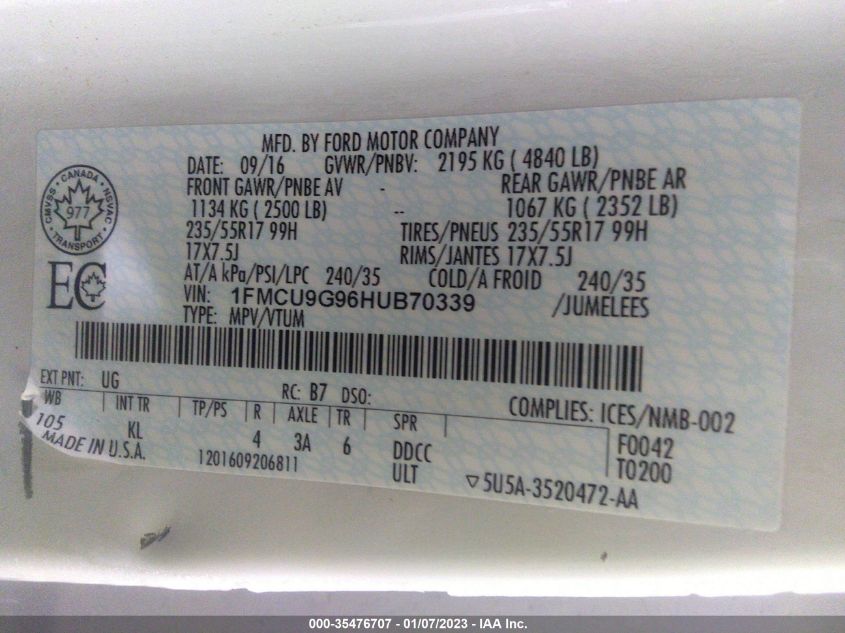 MFD. BY FORD MOTOR COMPANY
DATE: 09/16 GVWR/PNBV: 2195 KG ( 4840 LB)
FRONT GAWR/PNBE AV - REAR GAWR/PNBE AR
1134 KG ( 2500 LB) -- 1067 KG ( 2352 LB)
235/55R17 99H TIRES/PNEUS 235/55R17 99H
17X7.5J RIMS/JANTES 17X7.5J
AT/A kPa/PSI/LPC 240/35 COLD/A FROID 240/35
VIN: 1FMCU9G96HUB70339 /JUMELEES
TYPE: MPV/VTUM
CANADA
CMVSS 977 NSVAC
TRANSPORT
EC
EXT PNT: UG RC: B7 DSO:
COMPLIES: ICES/NMB-002
WB INT TR TP/PS R AXLE TR SPR
105 KL 4 3A 6 DDCC F0042
MADE IN U.S.A. 1201609206811 ULT T0200
5U5A-3520472-AA
000-35476707 - 01/07/2023 - IAA Inc.